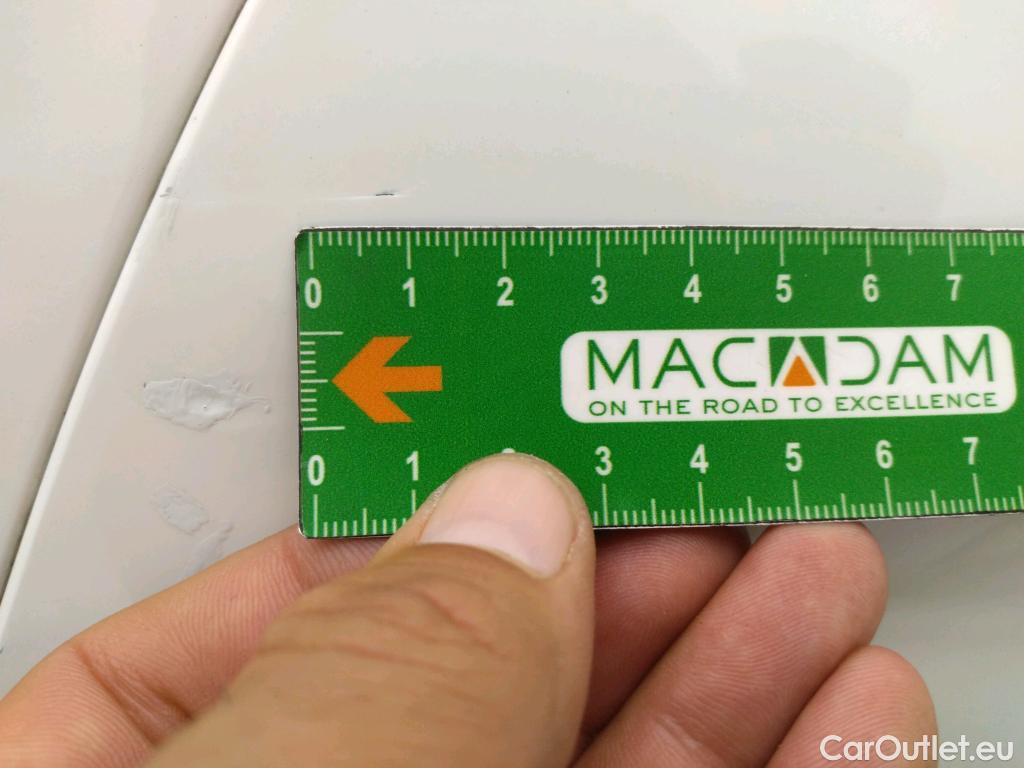 0 1 2 3 4 5 6 7
MACADAM
ON THE ROAD TO EXCELLENCE
0 1 3 4 5 6 7
CarOutlet.eu